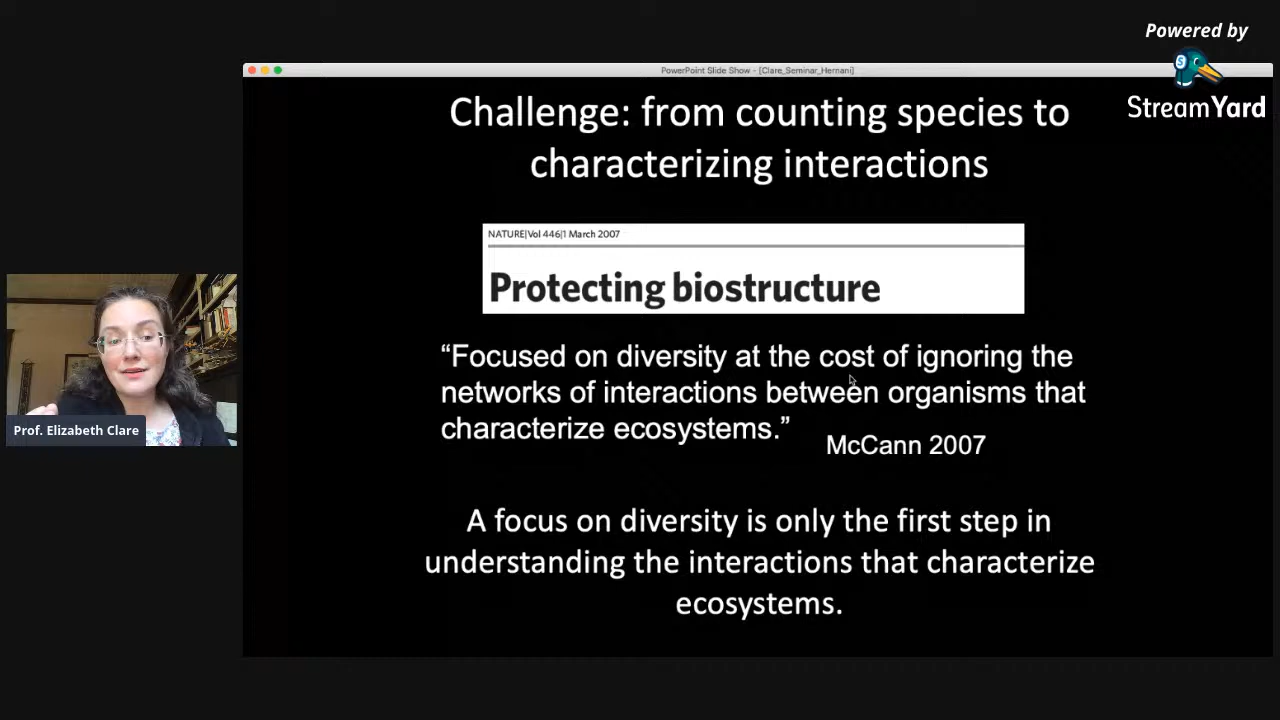 Powered by
StreamYard
PowerPoint Slide Show - [Clare_Seminar_Hernani]
Challenge: from counting species to
characterizing interactions
NATURE|Vol 446|1 March 2007
Protecting biostructure
“Focused on diversity at the cost of ignoring the
networks of interactions between organisms that
characterize ecosystems.”
McCann 2007
A focus on diversity is only the first step in
understanding the interactions that characterize
ecosystems.
Prof. Elizabeth Clare